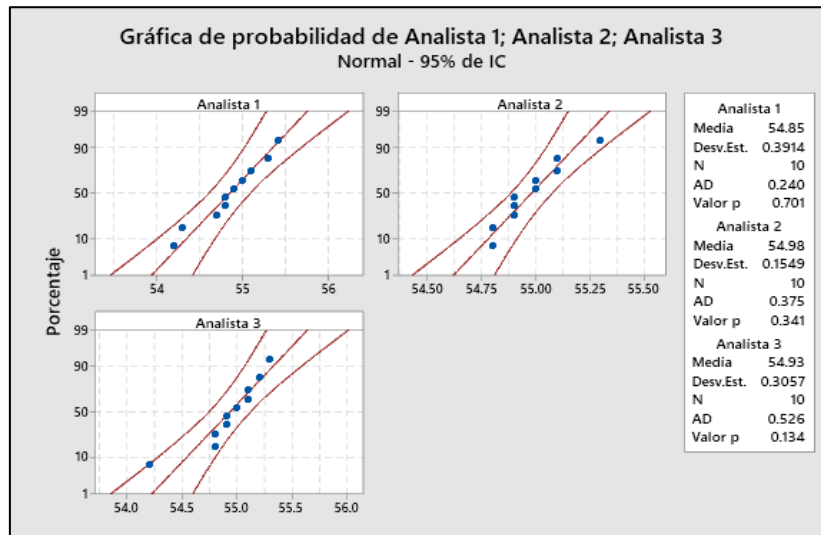 Gráfica de probabilidad de Analista 1; Analista 2; Analista 3
Normal - 95% de IC
Porcentaje
Analista 1
99
90
50
10
1
54 55 56
Analista 2
99
90
50
10
1
54.50 54.75 55.00 55.25 55.50
Analista 3
99
90
50
10
1
54.0 54.5 55.0 55.5 56.0
Analista 1
Media 54.85
Desv.Est. 0.3914
N 10
AD 0.240
Valor p 0.701
Analista 2
Media 54.98
Desv.Est. 0.1549
N 10
AD 0.375
Valor p 0.341
Analista 3
Media 54.93
Desv.Est. 0.3057
N 10
AD 0.526
Valor p 0.134